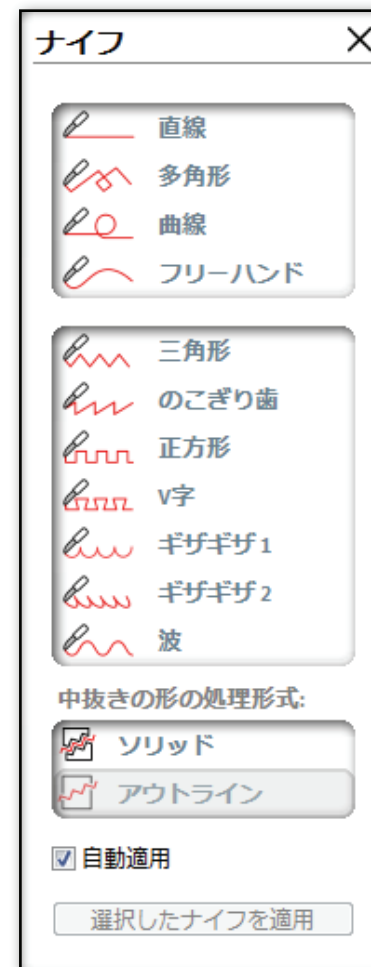 ナイフ
直線
多角形
曲線
フリーハンド
三角形
のこぎり歯
正方形
V字
ギザギザ 1
ギザギザ 2
波
中抜きの形の処理形式:
ソリッド
アウトライン
自動適用
選択したナイフを適用